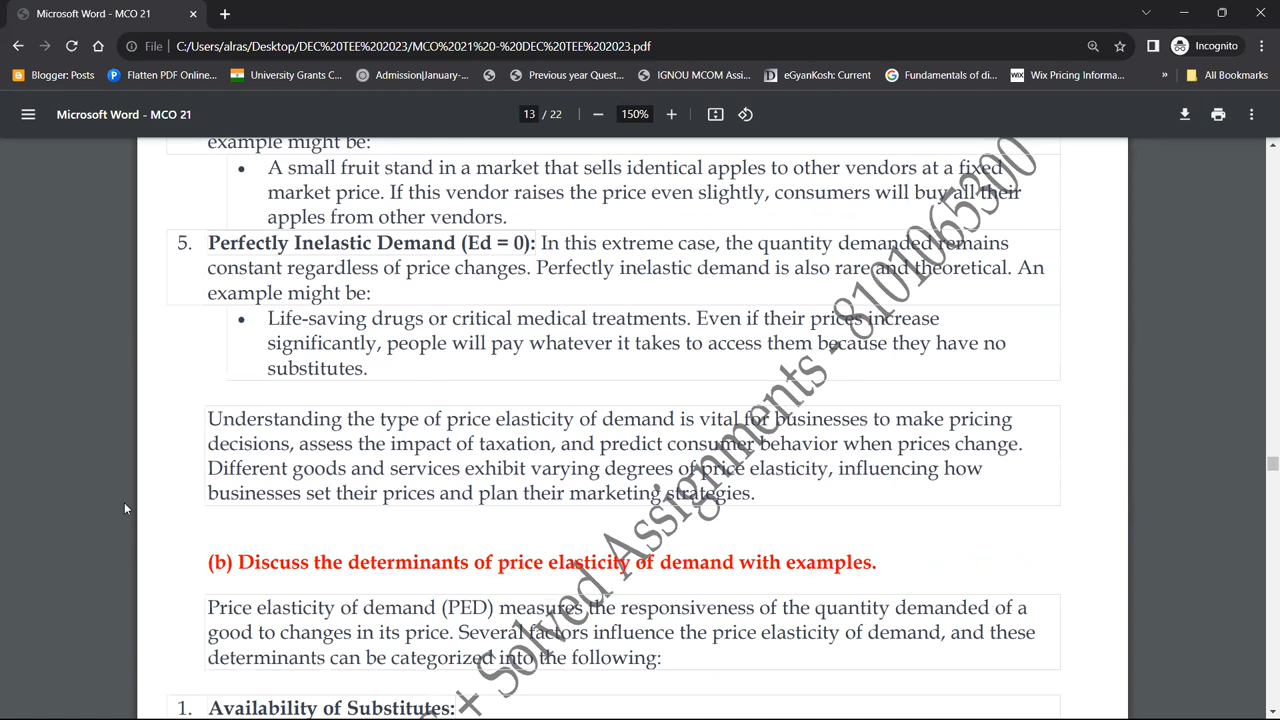 Microsoft Word - MCO 21
File C:/Users/alras/Desktop/DEC%20TEE%202023/MCO%2021%20-%20DEC%20TEE%202023.pdf Incognito
Blogger: Posts Flatten PDF Online... University Grants C... Admission|January-... Previous year Quest... IGNOU MCOM Assi... eGyanKosh: Current Fundamentals of di... WIX Wix Pricing Informa... » All Bookmarks
Microsoft Word - MCO 21 13 / 22 150%
example might be:
• A small fruit stand in a market that sells identical apples to other vendors at a fixed
market price. If this vendor raises the price even slightly, consumers will buy all their
apples from other vendors.
5. Perfectly Inelastic Demand (Ed = 0): In this extreme case, the quantity demanded remains
constant regardless of price changes. Perfectly inelastic demand is also rare and theoretical. An
example might be:
• Life-saving drugs or critical medical treatments. Even if their prices increase
significantly, people will pay whatever it takes to access them because they have no
substitutes.
Understanding the type of price elasticity of demand is vital for businesses to make pricing
decisions, assess the impact of taxation, and predict consumer behavior when prices change.
Different goods and services exhibit varying degrees of price elasticity, influencing how
businesses set their prices and plan their marketing strategies.
(b) Discuss the determinants of price elasticity of demand with examples.
Price elasticity of demand (PED) measures the responsiveness of the quantity demanded of a
good to changes in its price. Several factors influence the price elasticity of demand, and these
determinants can be categorized into the following:
1. Availability of Substitutes:
+ Solved Assignments - 8101065300